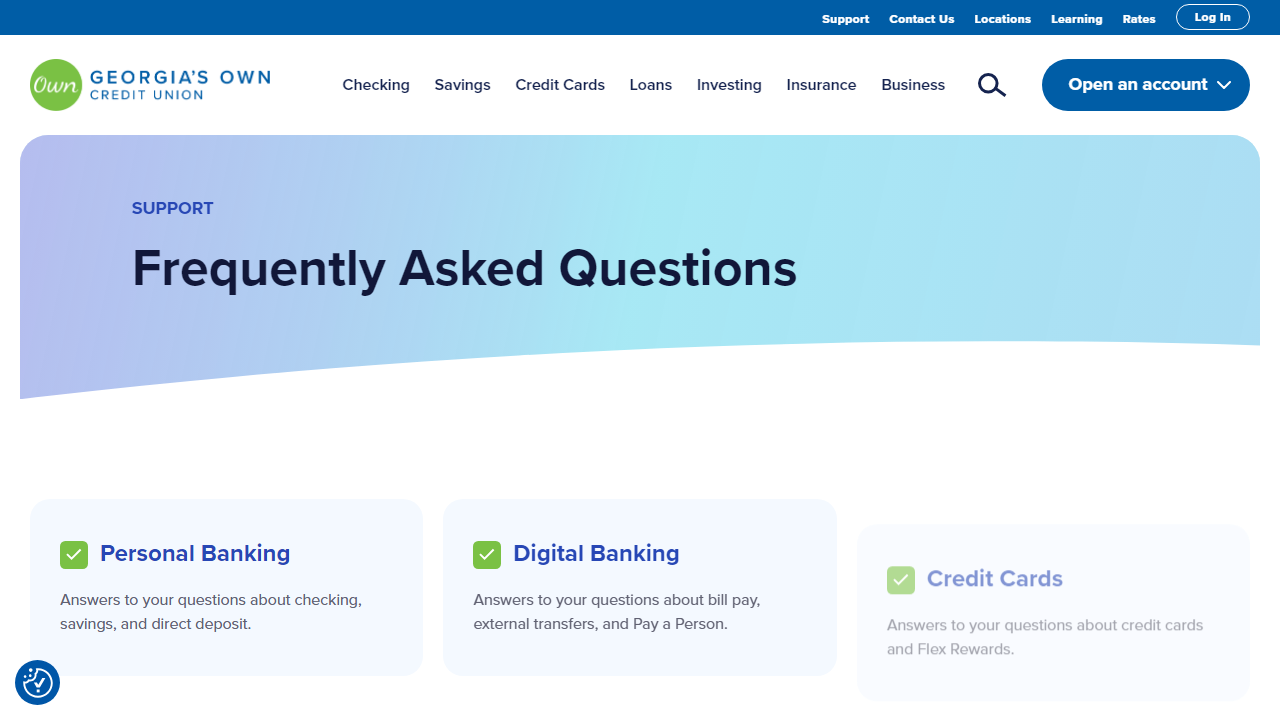 Support Contact Us Locations Learning Rates Log In
Own GEORGIA'S OWN
CREDIT UNION
Checking Savings Credit Cards Loans Investing Insurance Business Open an account
SUPPORT
Frequently Asked Questions
Personal Banking
Answers to your questions about checking,
savings, and direct deposit.
Digital Banking
Answers to your questions about bill pay,
external transfers, and Pay a Person.
Credit Cards
Answers to your questions about credit cards
and Flex Rewards.